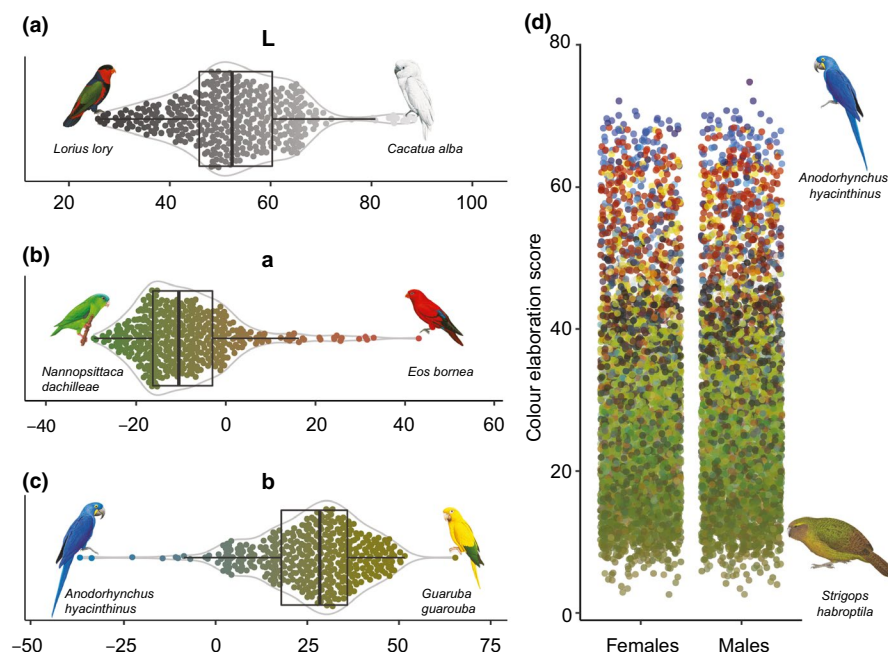 (a)
L
Lorius lory
Cacatua alba
20 40 60 80 100
(b)
a
Nannopsittaca
dachilleae
Eos bornea
−40 −20 0 20 40 60
(c)
b
Anodorhynchus
hyacinthinus
Guaruba
guarouba
−50 −25 0 25 50 75
(d)
Colour elaboration score
80
60
40
20
0
Anodorhynchus
hyacinthinus
Strigops
habroptila
Females Males